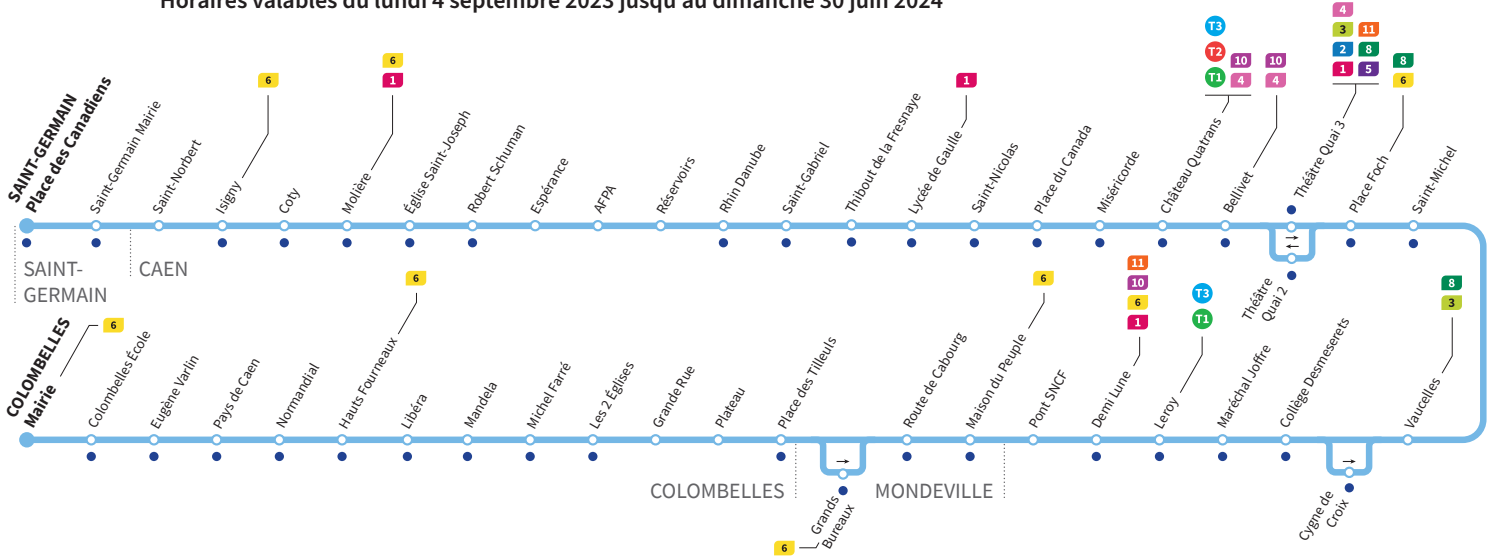 Horaires valables du lundi 4 septembre 2023 jusqu'au dimanche 30 juin 2024
SAINT-GERMAIN
Place des Canadiens
Saint-Germain Mairie
Saint-Norbert
Isigny
6
Coty
Molière
6
1
Église Saint-Joseph
Robert Schuman
Espérance
AFPA
Réservoirs
Rhin Danube
Saint-Gabriel
Thibout de la Fresnaye
Lycée de Gaulle
1
Saint-Nicolas
Place du Canada
Miséricorde
Château Quatrans
T3
T2
T1
10
4
Bellivet
10
4
Théâtre Quai 3
4
3 11
2 8
1 5
Place Foch
8
6
Saint-Michel
→
←
Théâtre
Quai 2
SAINT-
GERMAIN
CAEN
Vaucelles
8
3
→
Cygne de
Croix
Collège Desmeserets
Maréchal Joffre
Leroy
T3
T1
Demi Lune
11
10
6
1
Pont SNCF
Maison du Peuple
6
Route de Cabourg
→
Grands
Bureaux
6
Place des Tilleuls
Plateau
Grande Rue
Les 2 Églises
Michel Farré
Mandela
Libéra
Hauts Fourneaux
6
Normandial
Pays de Caen
Eugène Varlin
Colombelles École
COLOMBELLES
Mairie
6
COLOMBELLES
MONDEVILLE